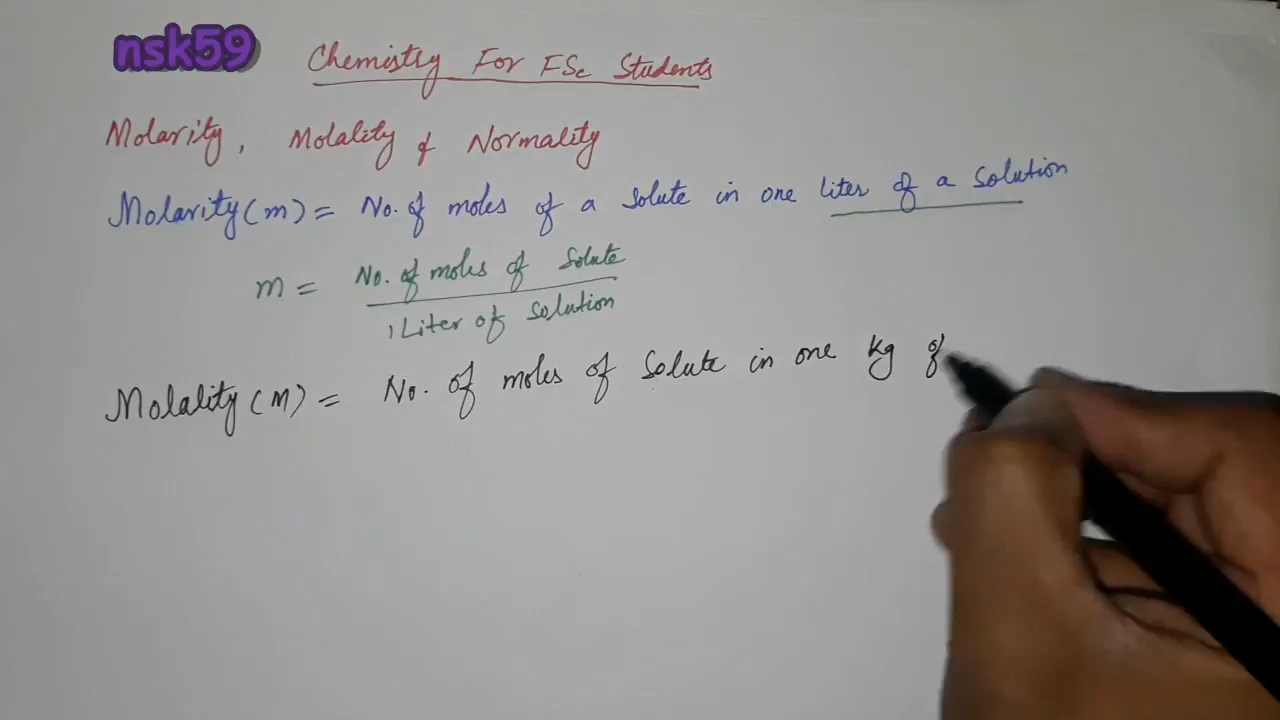 nsk59
Chemistry For FSc Students
Molarity, Molality & Normality
Molarity (m) = No. of moles of a solute in one liter of a solution
m = No. of moles of solute
1 Liter of solution
Molality (m) = No. of moles of solute in one kg of